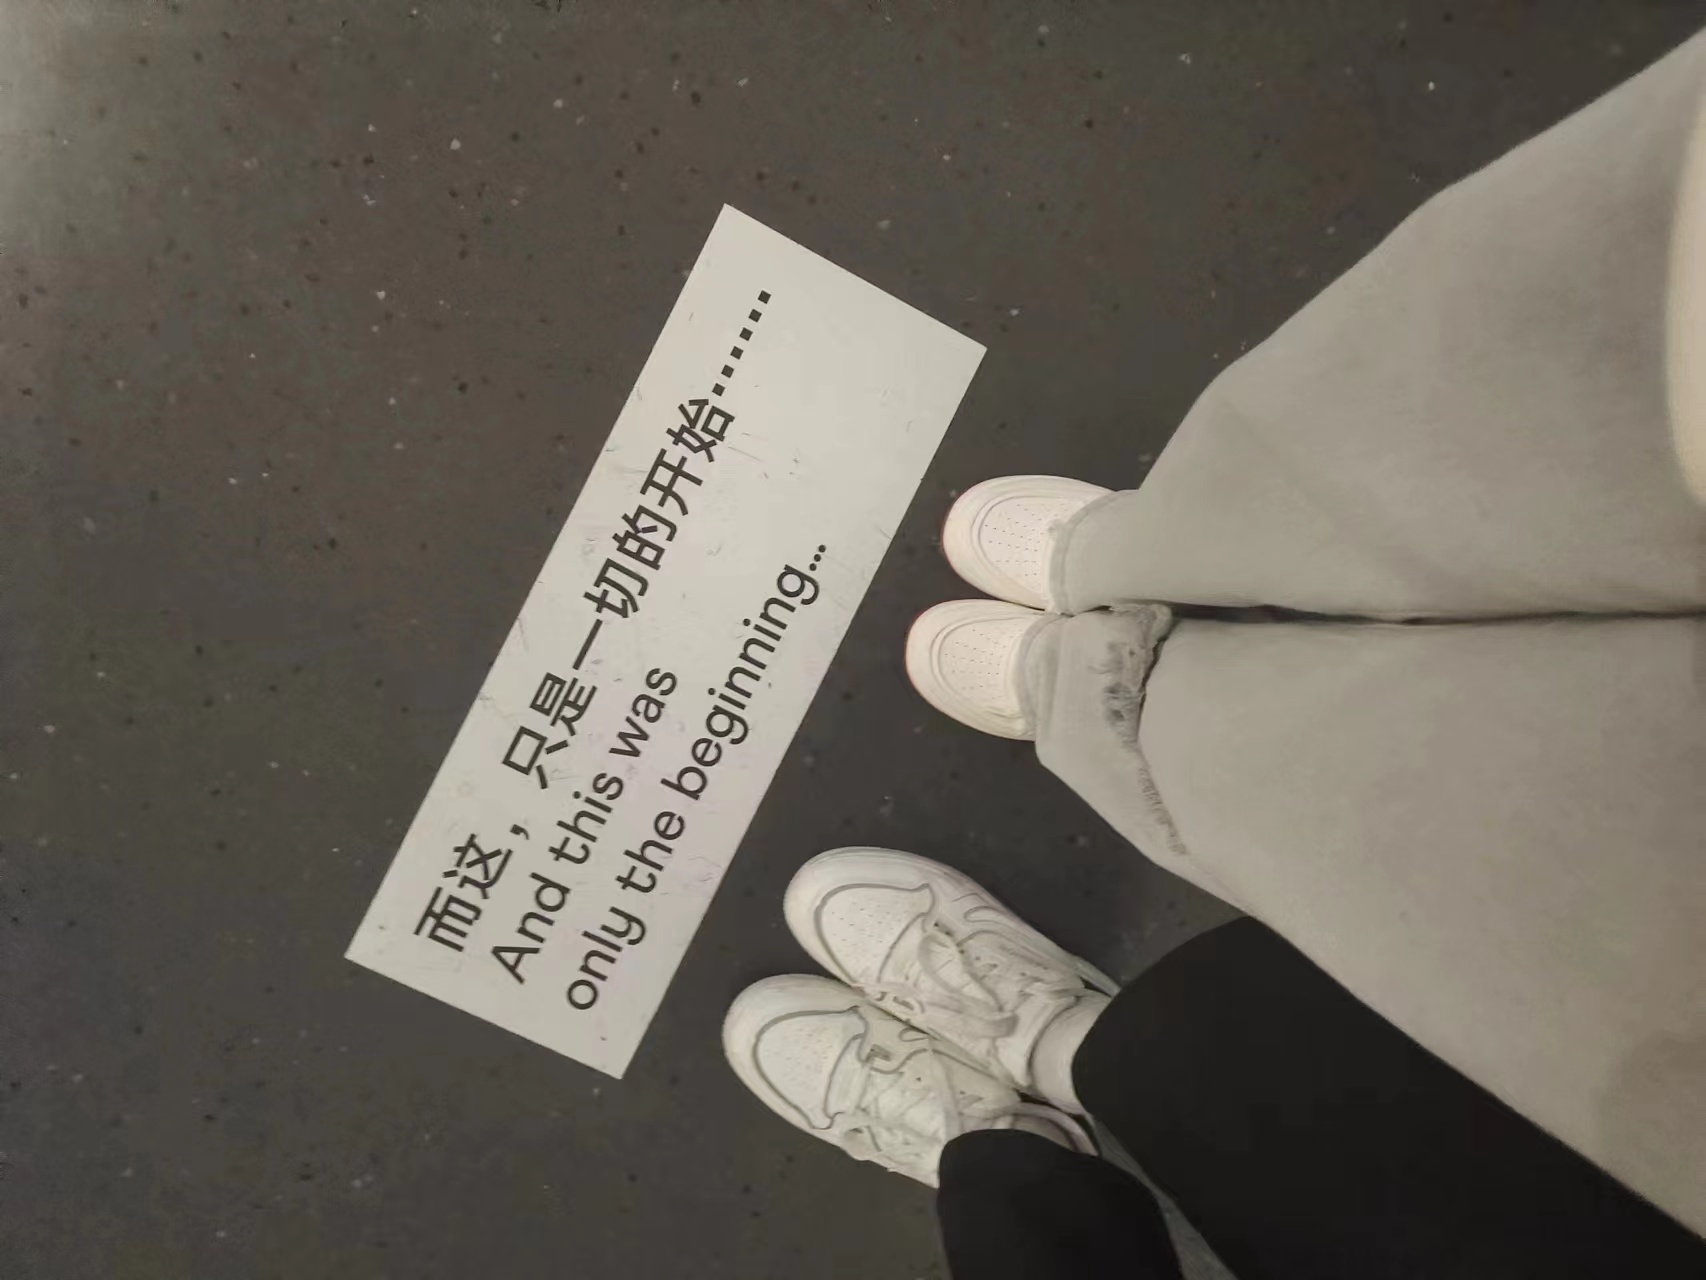 而这，只是一切的开始……
And this was
only the beginning...